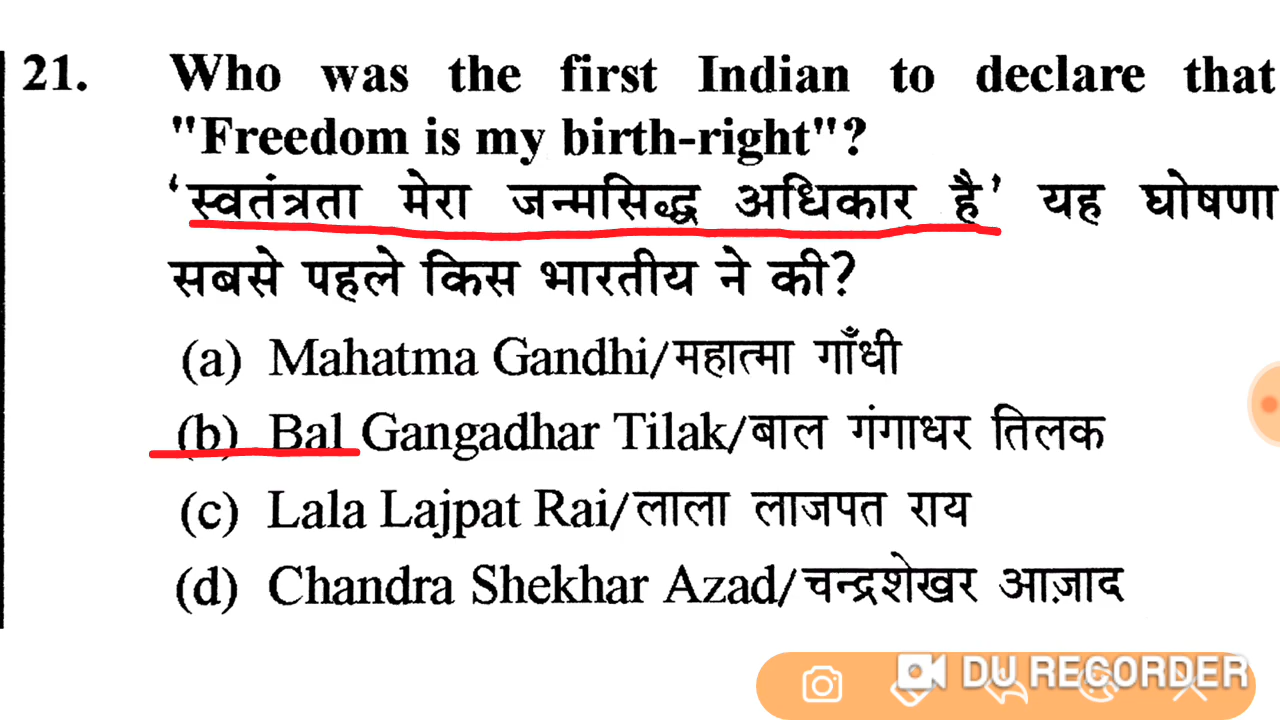 21. Who was the first Indian to declare that
"Freedom is my birth-right"?
‘स्वतंत्रता मेरा जन्मसिद्ध अधिकार है’ यह घोषणा
सबसे पहले किस भारतीय ने की?
(a) Mahatma Gandhi/महात्मा गाँधी
(b) Bal Gangadhar Tilak/बाल गंगाधर तिलक
(c) Lala Lajpat Rai/लाला लाजपत राय
(d) Chandra Shekhar Azad/चन्द्रशेखर आज़ाद
DU RECORDER